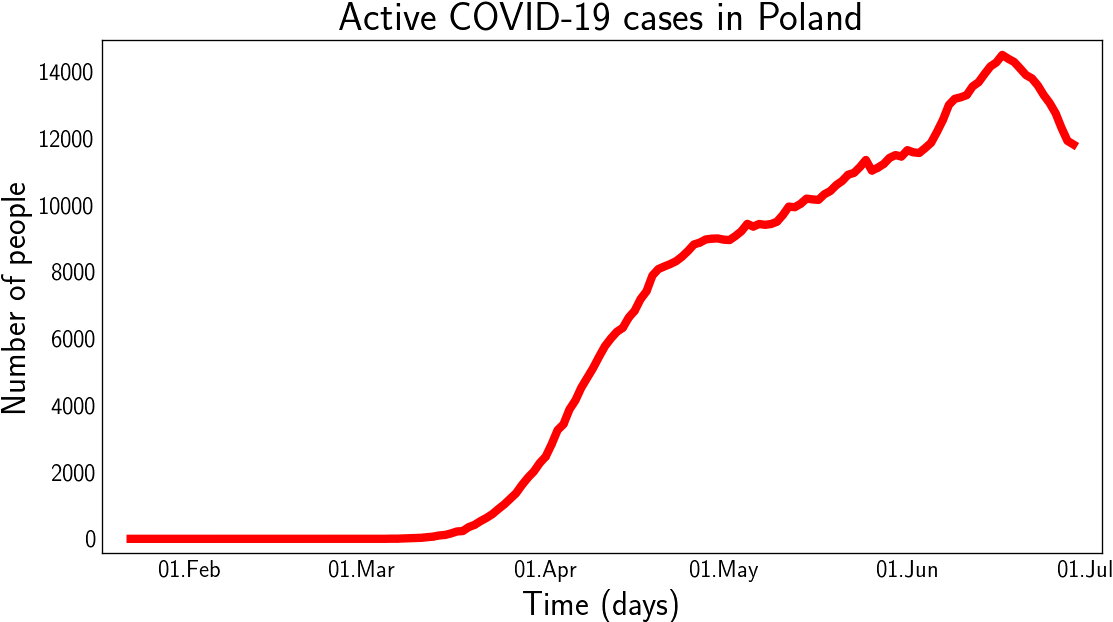 Active COVID-19 cases in Poland
Number of people
14000
12000
10000
8000
6000
4000
2000
0
01.Feb 01.Mar 01.Apr 01.May 01.Jun 01.Jul
Time (days)